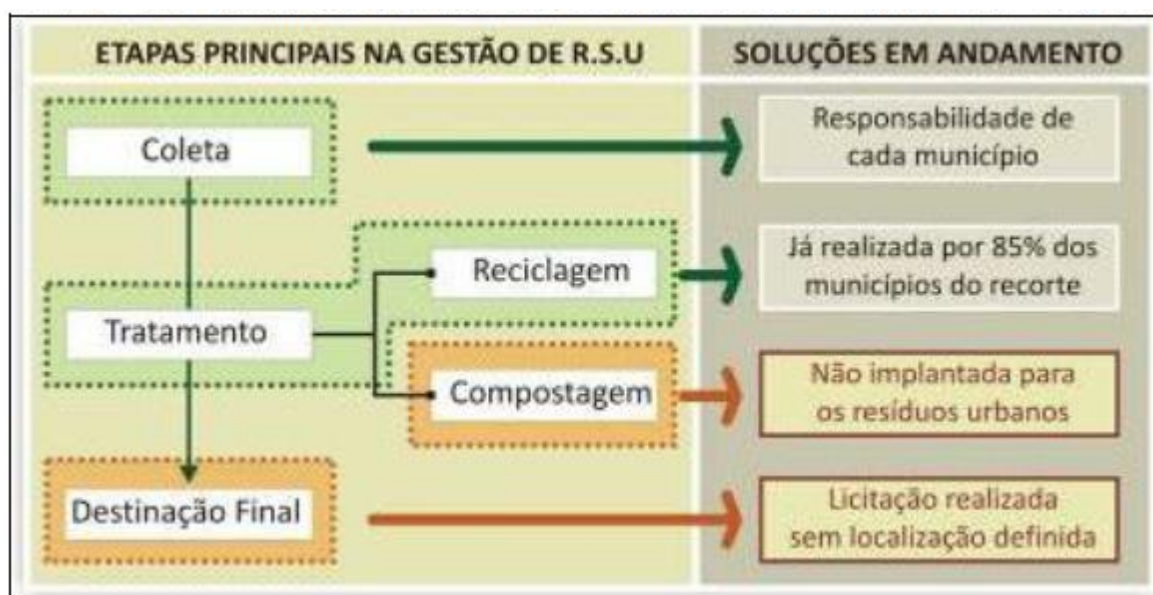 ETAPAS PRINCIPAIS NA GESTÃO DE R.S.U
SOLUÇÕES EM ANDAMENTO
Coleta
Responsabilidade de
cada município
Tratamento
Reciclagem
Já realizada por 85% dos
municípios do recorte
Compostagem
Não implantada para
os resíduos urbanos
Destinação Final
Licitação realizada
sem localização definida